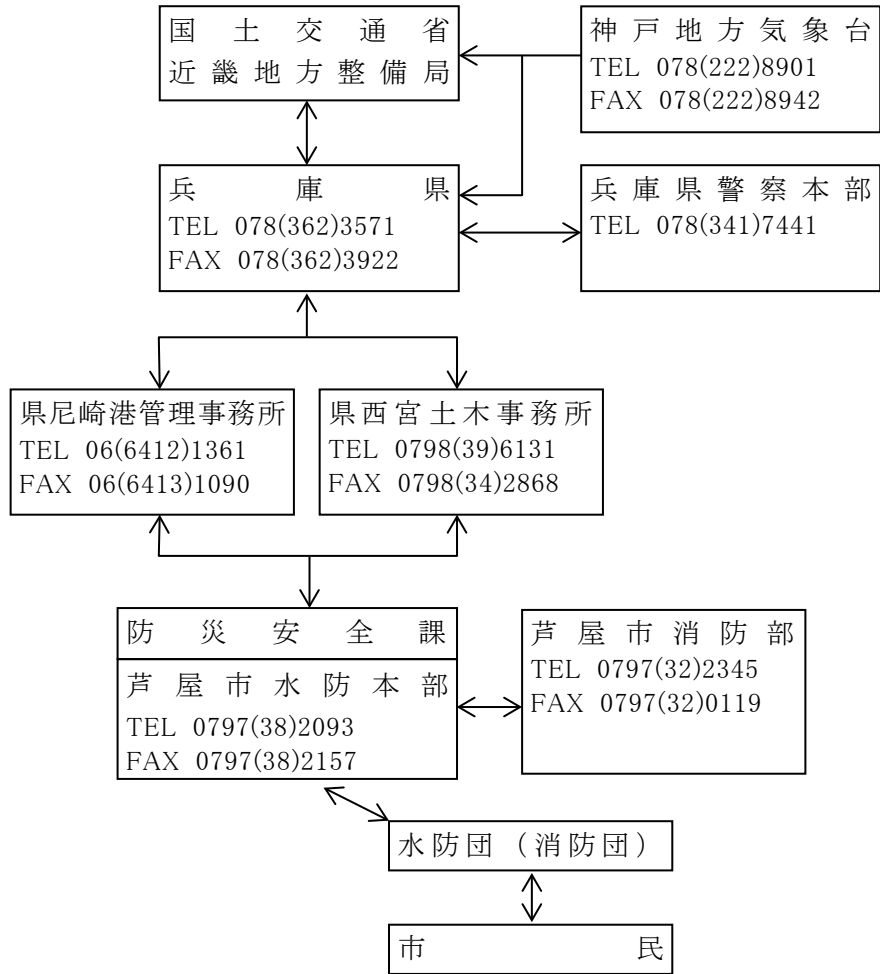 国土交通省
近畿地方整備局
神戸地方気象台
TEL 078(222)8901
FAX 078(222)8942
兵庫県
TEL 078(362)3571
FAX 078(362)3922
兵庫県警察本部
TEL 078(341)7441
県尼崎港管理事務所
TEL 06(6412)1361
FAX 06(6413)1090
県西宮土木事務所
TEL 0798(39)6131
FAX 0798(34)2868
防災安全課
芦屋市水防本部
TEL 0797(38)2093
FAX 0797(38)2157
芦屋市消防部
TEL 0797(32)2345
FAX 0797(32)0119
水防団（消防団）
市民